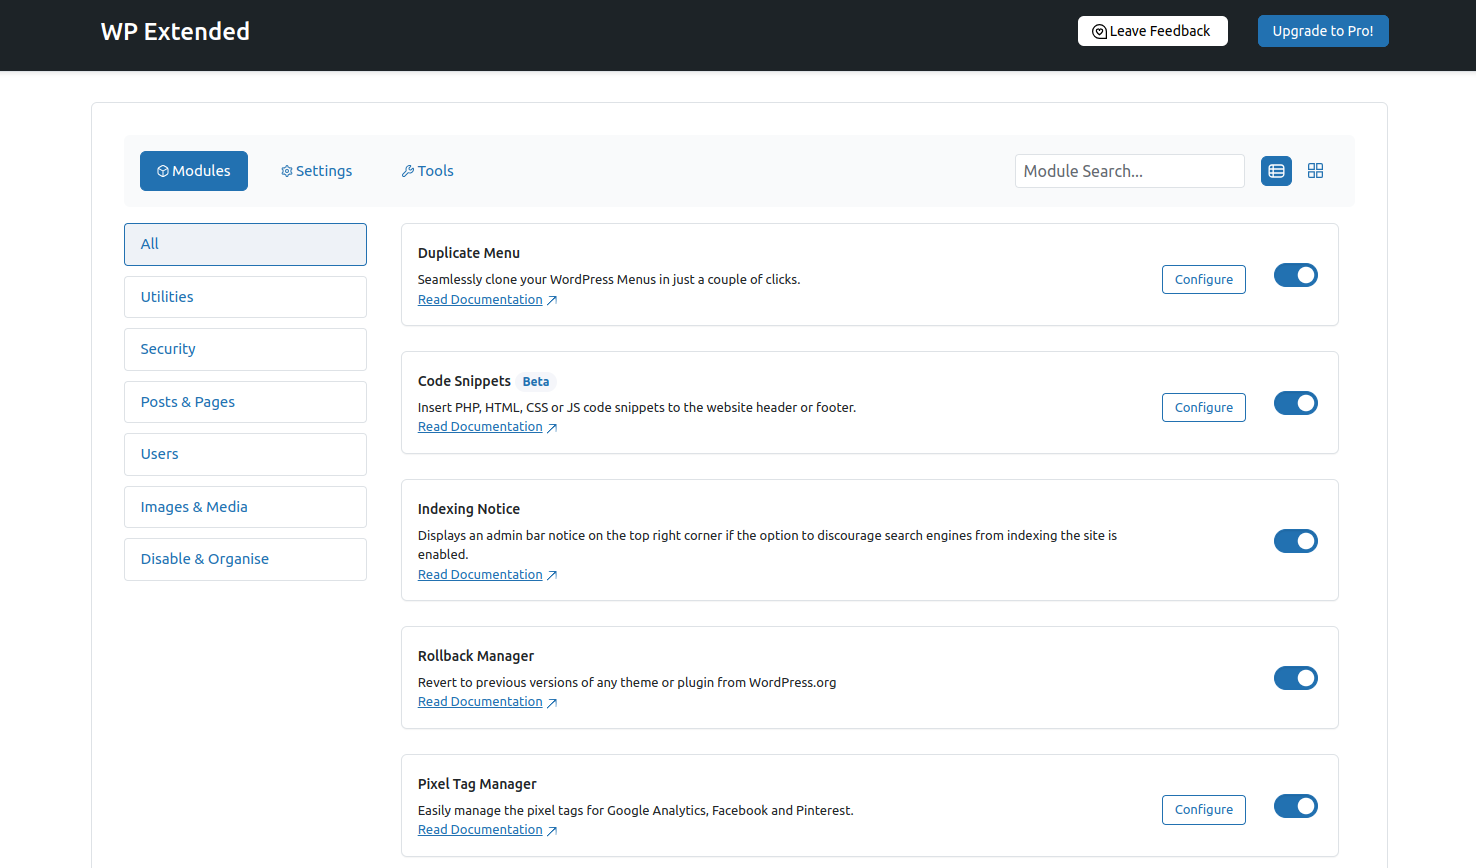 WP Extended
Leave Feedback
Upgrade to Pro!
Modules
Settings
Tools
Module Search...
All
Utilities
Security
Posts & Pages
Users
Images & Media
Disable & Organise
Duplicate Menu
Seamlessly clone your WordPress Menus in just a couple of clicks.
Read Documentation
Configure
Code Snippets Beta
Insert PHP, HTML, CSS or JS code snippets to the website header or footer.
Read Documentation
Configure
Indexing Notice
Displays an admin bar notice on the top right corner if the option to discourage search engines from indexing the site is
enabled.
Read Documentation
Rollback Manager
Revert to previous versions of any theme or plugin from WordPress.org
Read Documentation
Pixel Tag Manager
Easily manage the pixel tags for Google Analytics, Facebook and Pinterest.
Read Documentation
Configure